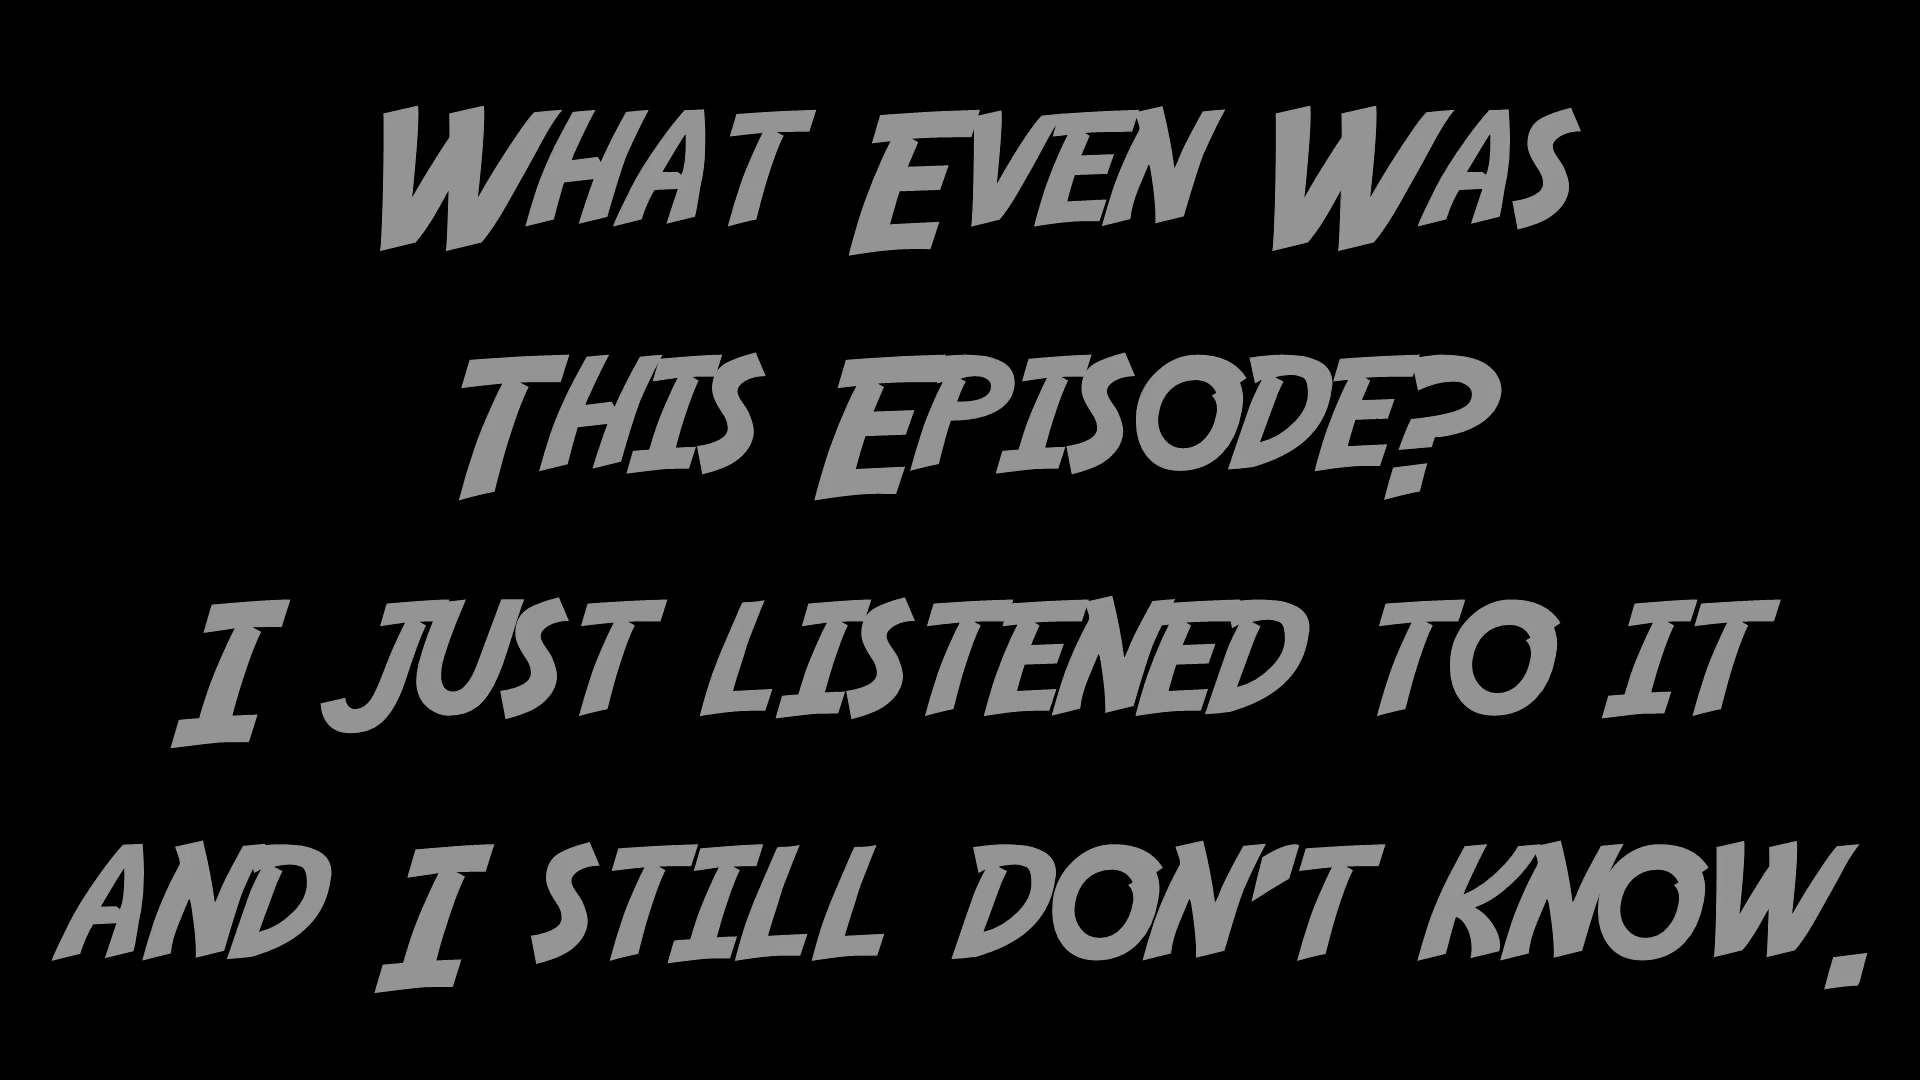 What Even Was
This Episode?
I just listened to it
and I still don't know.